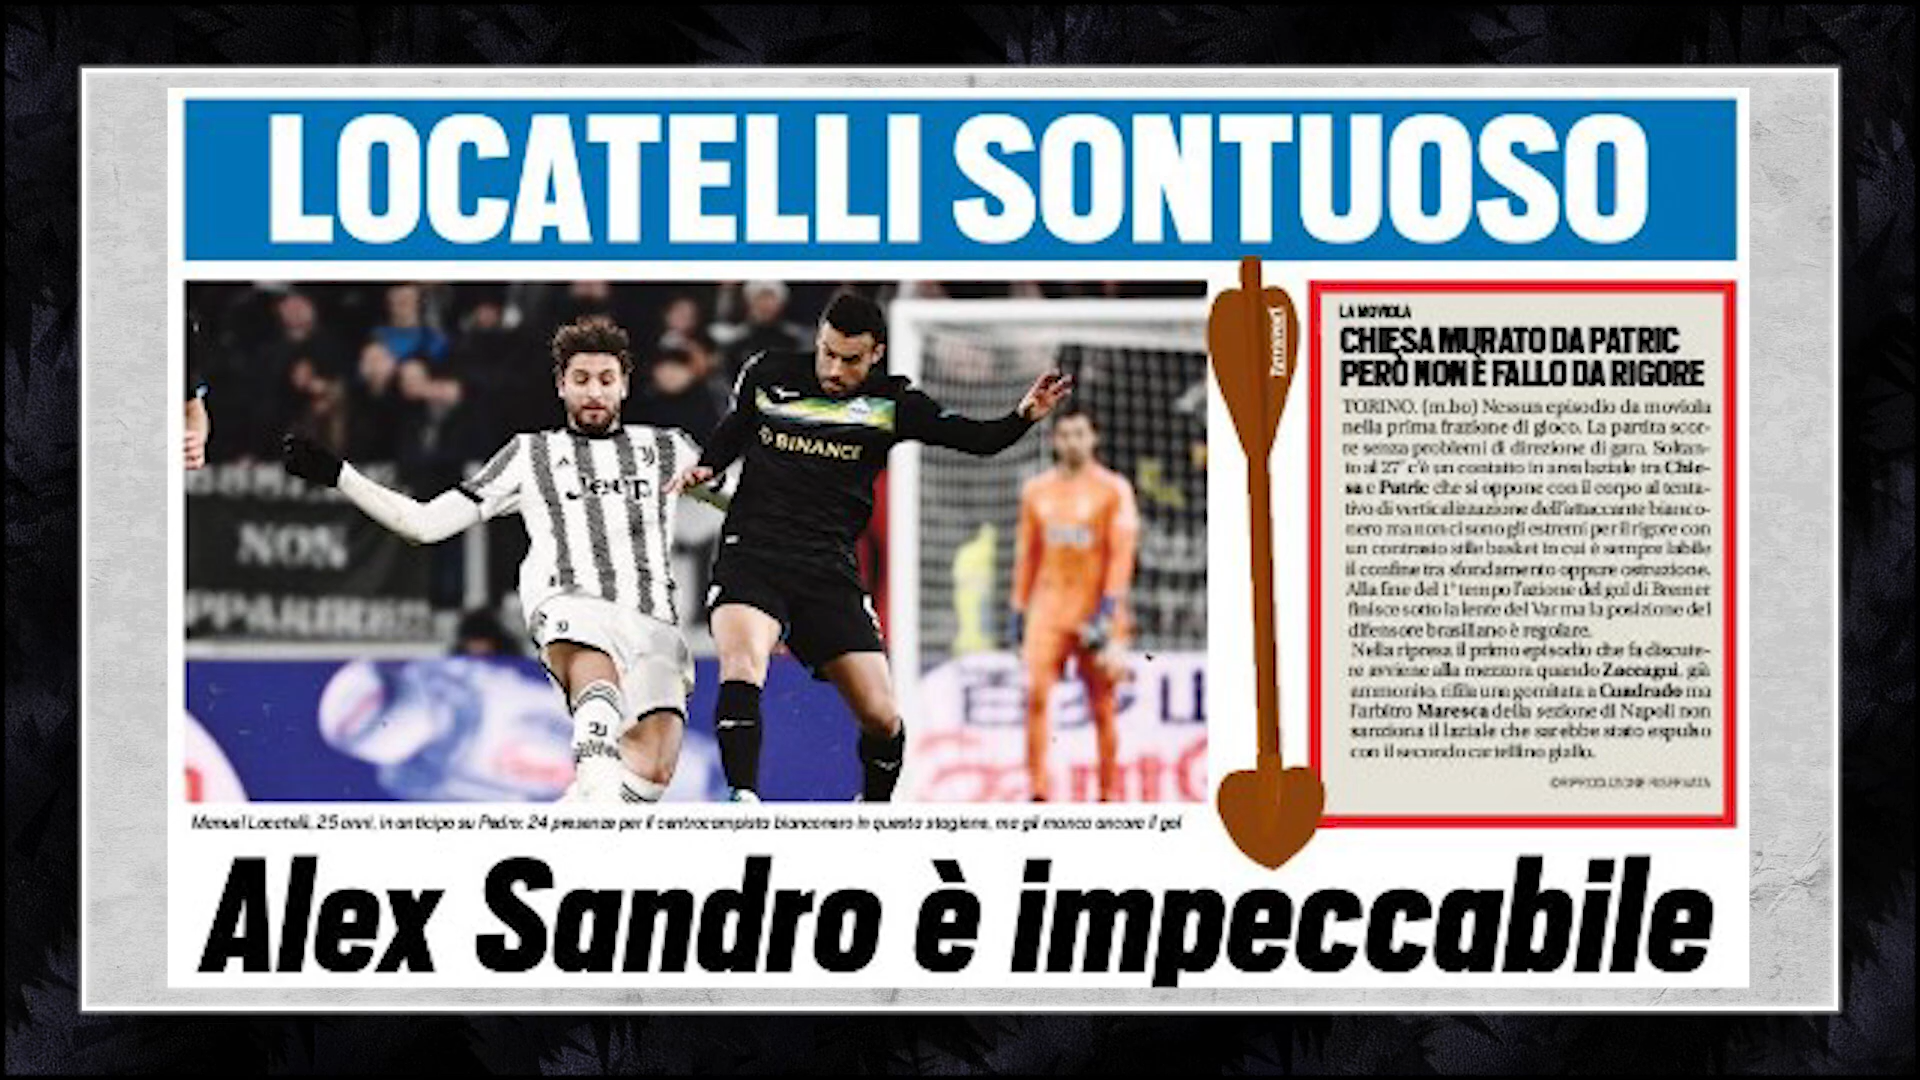 LOCATELLI SONTUOSO
BINANCE
Jeep
NON
LA MOVIOLA
CHIESA MURATO DA PATRIC
PERÒ NON È FALLO DA RIGORE
TORINO. (m.bo) Nessun episodio da moviola
nella prima frazione di gioco. La partita scor-
re senza problemi di direzione di gara. Soltan-
to al 27' c'è un contatto in area laziale tra Chie-
sa e Patric che si oppone con il corpo al tenta-
tivo di verticalizzazione dell'attaccante bianco-
nero ma non ci sono gli estremi per il rigore con
un contrasto stile basket in cui è sempre labile
il confine tra sfondamento oppure ostruzione.
Alla fine del 1° tempo l'azione del gol di Bremer
finisce sotto la lente del Var ma la posizione del
difensore brasiliano è regolare.
Nella ripresa il primo episodio che fa discute-
re avviene alla mezzora quando Zaccagni, già
ammonito, rifila una gomitata a Cuadrado ma
l'arbitro Maresca della sezione di Napoli non
sanziona il laziale che sarebbe stato espulso
con il secondo cartellino giallo.
©RIPRODUZIONE RISERVATA
Manuel Locatelli, 25 anni, in anticipo su Pedro: 24 presenze per il centrocampista bianconero in questa stagione, ma gli manca ancora il gol
Alex Sandro è impeccabile